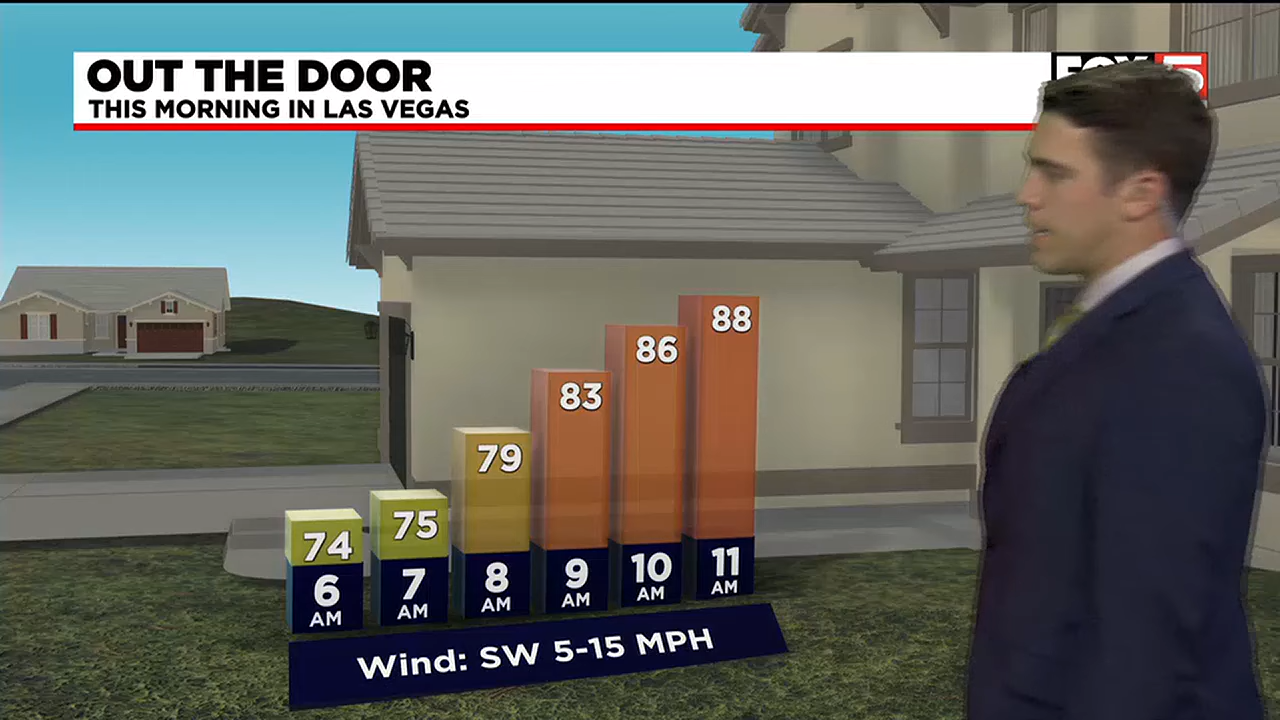 OUT THE DOOR
THIS MORNING IN LAS VEGAS
74
75
79
83
86
88
6
AM
7
AM
8
AM
9
AM
10
AM
11
AM
Wind: SW 5-15 MPH